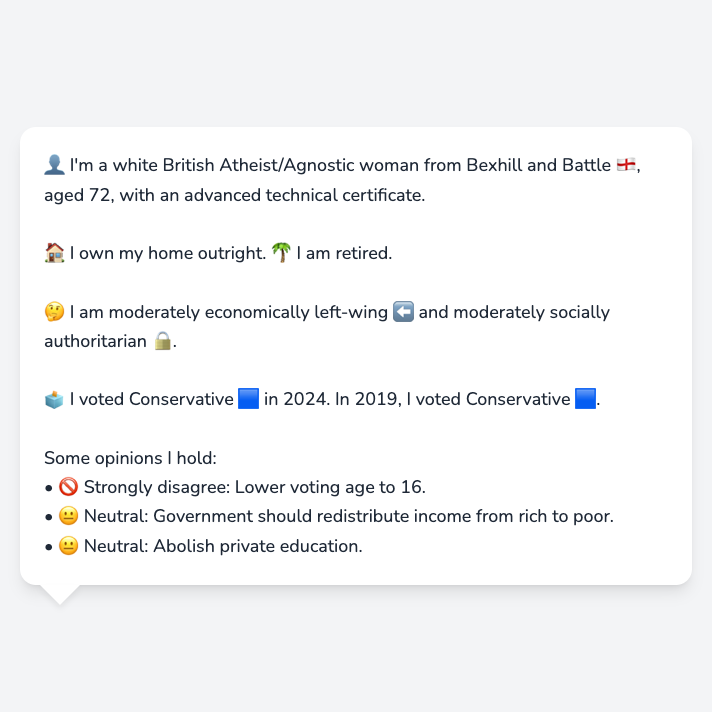 👤 I'm a white British Atheist/Agnostic woman from Bexhill and Battle 🏴󠁧󠁢󠁥󠁮󠁧󠁿,
aged 72, with an advanced technical certificate.
🏠 I own my home outright. 🌴 I am retired.
🤔 I am moderately economically left-wing ⬅️ and moderately socially
authoritarian 🔒.
🗳️ I voted Conservative 🟦 in 2024. In 2019, I voted Conservative 🟦.
Some opinions I hold:
• 🚫 Strongly disagree: Lower voting age to 16.
• 😐 Neutral: Government should redistribute income from rich to poor.
• 😐 Neutral: Abolish private education.